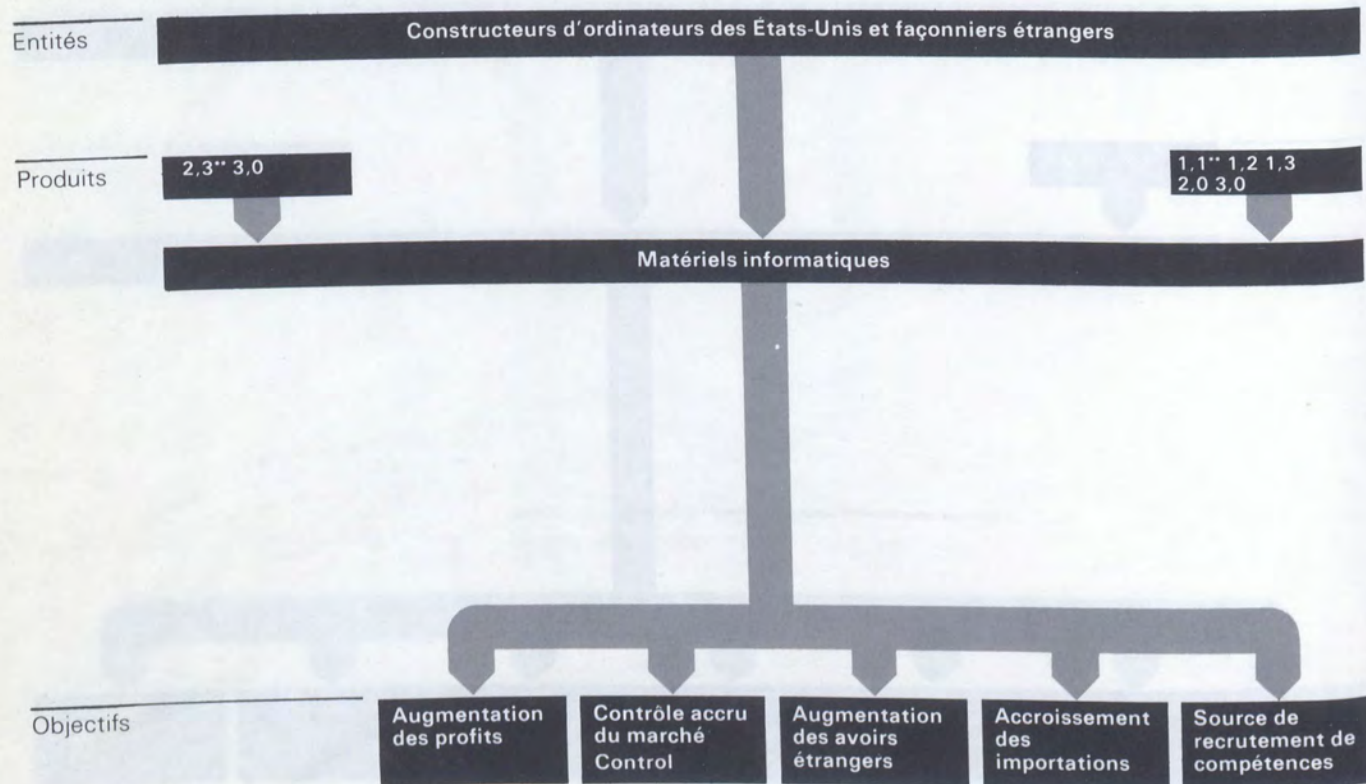 Entités
Constructeurs d'ordinateurs des États-Unis et façonniers étrangers
Produits
2,3** 3,0
1,1** 1,2 1,3
2,0 3,0
Matériels informatiques
Objectifs
Augmentation
des profits
Contrôle accru
du marché
Control
Augmentation
des avoirs
étrangers
Accroissement
des
importations
Source de
recrutement de
compétences